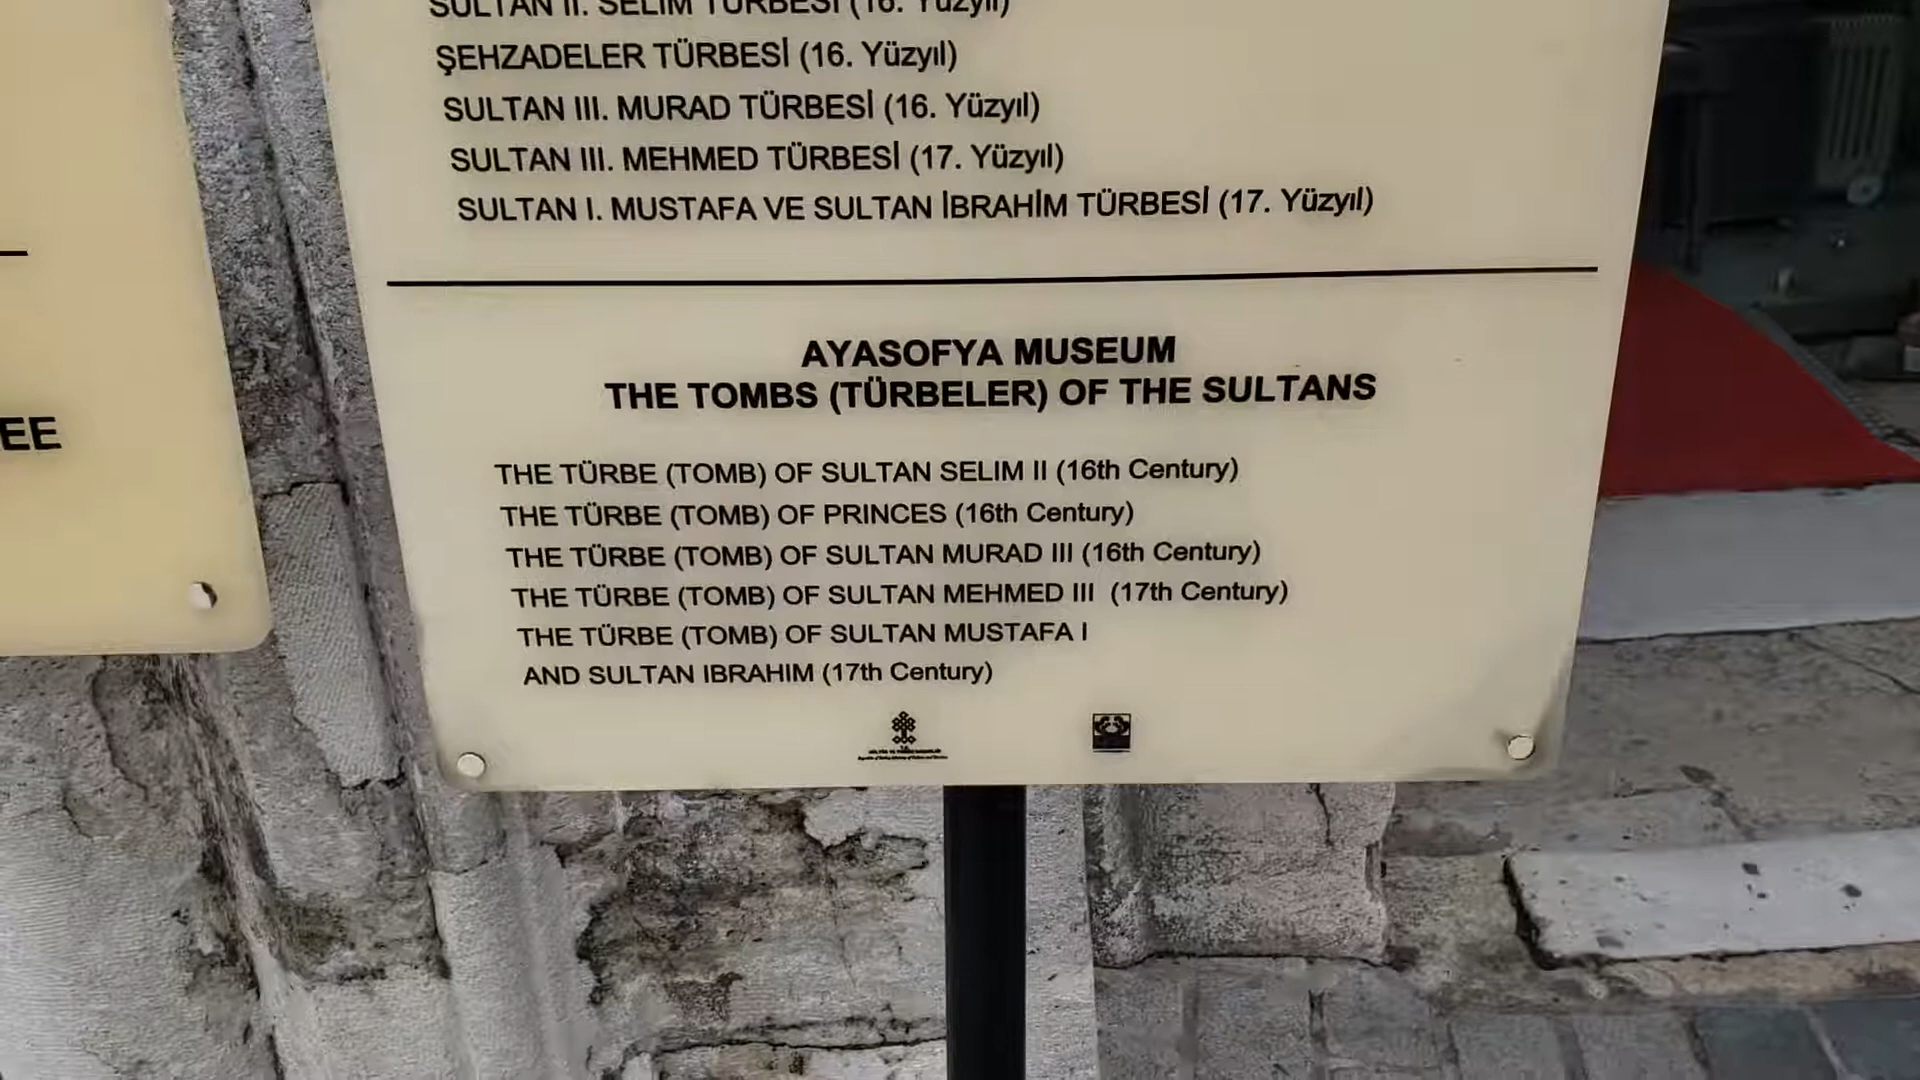 SULTAN II. SELİM TÜRBESİ (16. Yüzyıl)
ŞEHZADELER TÜRBESİ (16. Yüzyıl)
SULTAN III. MURAD TÜRBESİ (16. Yüzyıl)
SULTAN III. MEHMED TÜRBESİ (17. Yüzyıl)
SULTAN I. MUSTAFA VE SULTAN İBRAHİM TÜRBESİ (17. Yüzyıl)
EE
AYASOFYA MUSEUM
THE TOMBS (TÜRBELER) OF THE SULTANS
THE TÜRBE (TOMB) OF SULTAN SELIM II (16th Century)
THE TÜRBE (TOMB) OF PRINCES (16th Century)
THE TÜRBE (TOMB) OF SULTAN MURAD III (16th Century)
THE TÜRBE (TOMB) OF SULTAN MEHMED III (17th Century)
THE TÜRBE (TOMB) OF SULTAN MUSTAFA I
AND SULTAN IBRAHIM (17th Century)